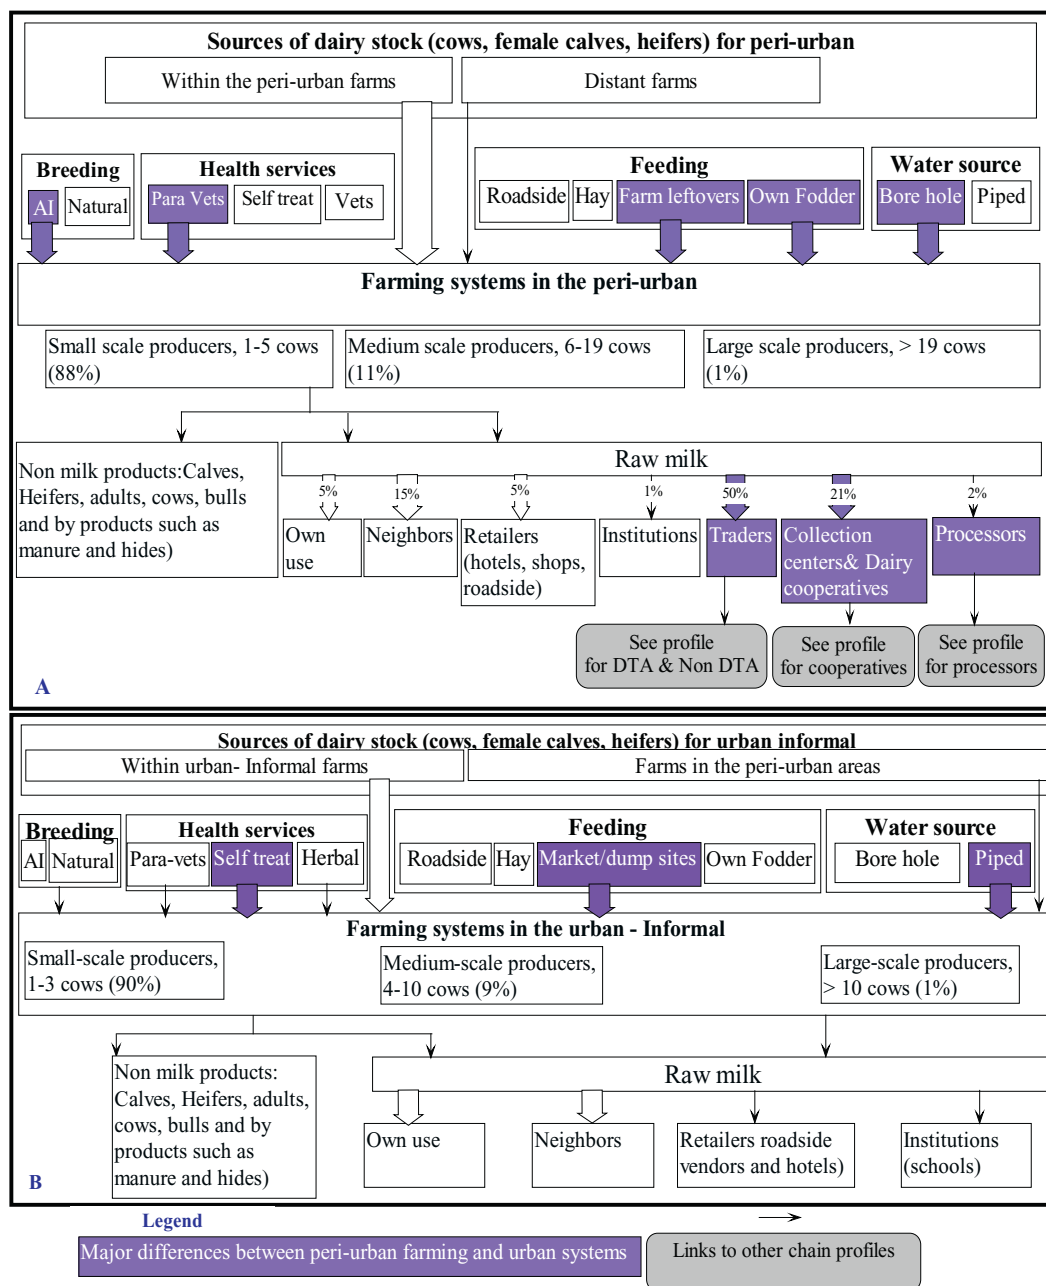 Sources of dairy stock (cows, female calves, heifers) for peri-urban
Within the peri-urban farms
Distant farms
Breeding
AI
Natural
Health services
Para Vets
Self treat
Vets
Feeding
Roadside
Hay
Farm leftovers
Own Fodder
Water source
Bore hole
Piped
Farming systems in the peri-urban
Small scale producers, 1-5 cows
(88%)
Medium scale producers, 6-19 cows
(11%)
Large scale producers, > 19 cows
(1%)
Non milk products:Calves,
Heifers, adults, cows, bulls
and by products such as
manure and hides)
Raw milk
5%
15%
5%
1%
50%
21%
2%
Own
use
Neighbors
Retailers
(hotels, shops,
roadside)
Institutions
Traders
Collection
centers& Dairy
cooperatives
Processors
See profile
for DTA & Non DTA
See profile
for cooperatives
See profile
for processors
A
Sources of dairy stock (cows, female calves, heifers) for urban informal
Within urban- Informal farms
Farms in the peri-urban areas
Breeding
AI
Natural
Health services
Para-vets
Self treat
Herbal
Feeding
Roadside
Hay
Market/dump sites
Own Fodder
Water source
Bore hole
Piped
Farming systems in the urban - Informal
Small-scale producers,
1-3 cows (90%)
Medium-scale producers,
4-10 cows (9%)
Large-scale producers,
> 10 cows (1%)
Non milk products:
Calves, Heifers, adults,
cows, bulls and by
products such as
manure and hides)
Raw milk
Own use
Neighbors
Retailers roadside
vendors and hotels)
Institutions
(schools)
B
Legend
Major differences between peri-urban farming and urban systems
Links to other chain profiles